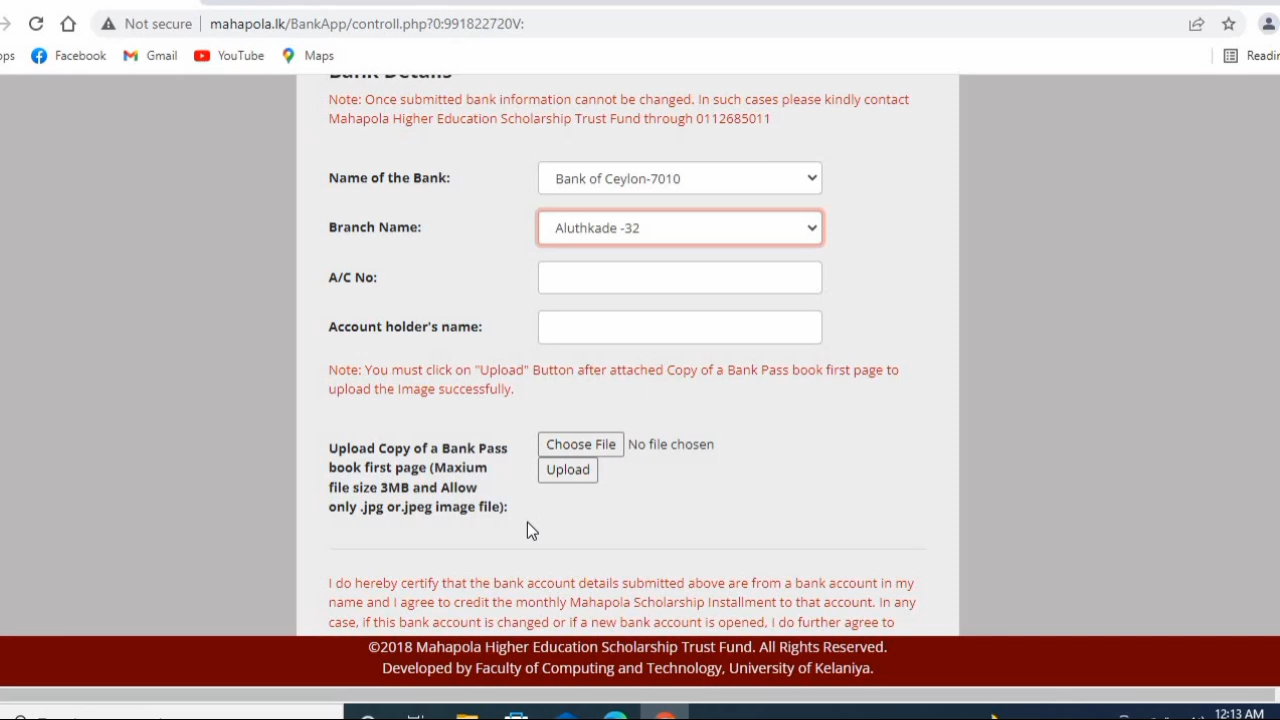 Not secure mahapola.lk/BankApp/controll.php?0:991822720V:
ops Facebook Gmail YouTube Maps Readin
Bank Details
Note: Once submitted bank information cannot be changed. In such cases please kindly contact
Mahapola Higher Education Scholarship Trust Fund through 0112685011
Name of the Bank: Bank of Ceylon-7010
Branch Name: Aluthkade -32
A/C No:
Account holder's name:
Note: You must click on "Upload" Button after attached Copy of a Bank Pass book first page to
upload the Image successfully.
Upload Copy of a Bank Pass
book first page (Maxium
file size 3MB and Allow
only .jpg or.jpeg image file):
Choose File No file chosen
Upload
I do hereby certify that the bank account details submitted above are from a bank account in my
name and I agree to credit the monthly Mahapola Scholarship Installment to that account. In any
case, if this bank account is changed or if a new bank account is opened, I do further agree to
©2018 Mahapola Higher Education Scholarship Trust Fund. All Rights Reserved.
Developed by Faculty of Computing and Technology, University of Kelaniya.
12:13 AM